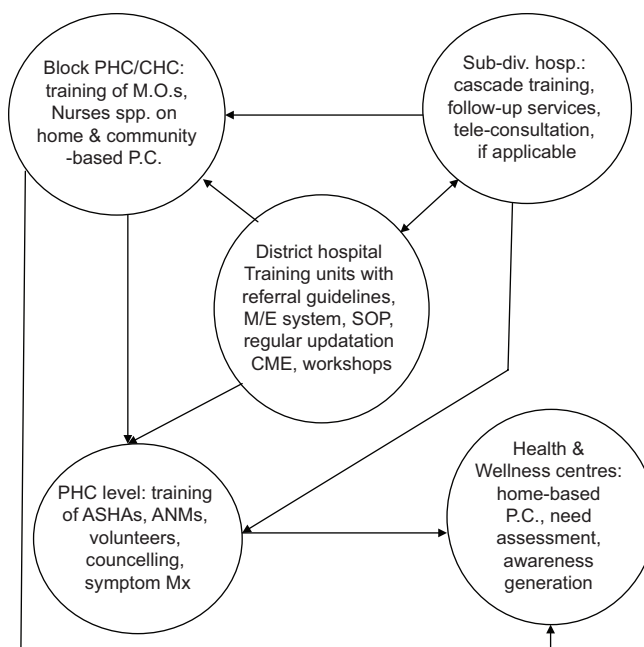 Block PHC/CHC:
training of M.O.s,
Nurses spp. on
home & community
-based P.C.
Sub-div. hosp.:
cascade training,
follow-up services,
tele-consultation,
if applicable
District hospital
Training units with
referral guidelines,
M/E system, SOP,
regular updatation
CME, workshops
PHC level: training
of ASHAs, ANMs,
volunteers,
councelling,
symptom Mx
Health &
Wellness centres:
home-based
P.C., need
assessment,
awareness
generation